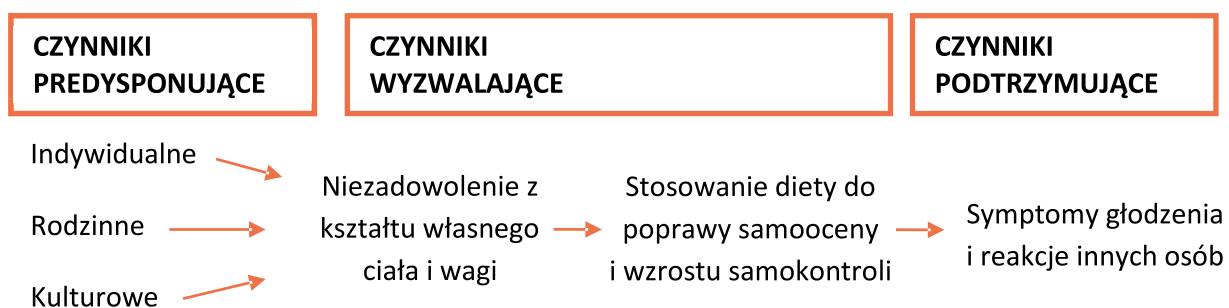 CZYNNIKI
PREDYSPONUJĄCE
CZYNNIKI
WYZWALAJĄCE
CZYNNIKI
PODTRZYMUJĄCE
Indywidualne
Rodzinne
Kulturowe
Niezadowolenie z
kształtu własnego
ciała i wagi
Stosowanie diety do
poprawy samooceny
i wzrostu samokontroli
Symptomy głodzenia
i reakcje innych osób